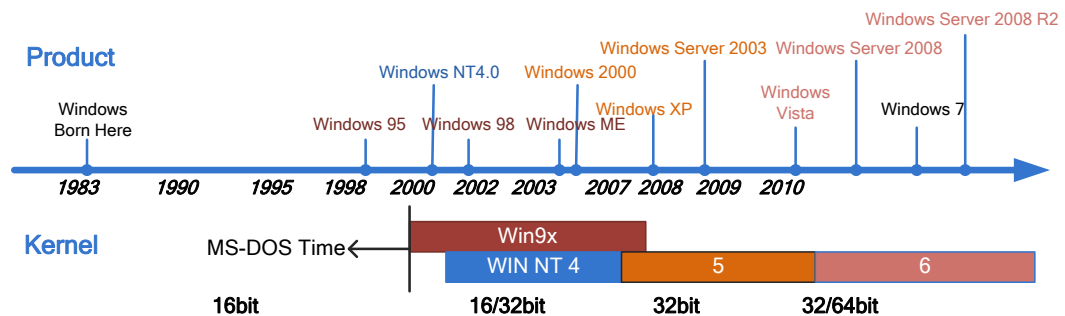 Windows Server 2008 R2
Product
Windows Server 2003
Windows Server 2008
Windows NT4.0
Windows 2000
Windows
Born Here
Windows 95
Windows 98
Windows ME
Windows XP
Windows
Vista
Windows 7
1983 1990 1995 1998 2000 2002 2003 2007 2008 2009 2010
Kernel
MS-DOS Time
Win9x
WIN NT 4
5
6
16bit
16/32bit
32bit
32/64bit